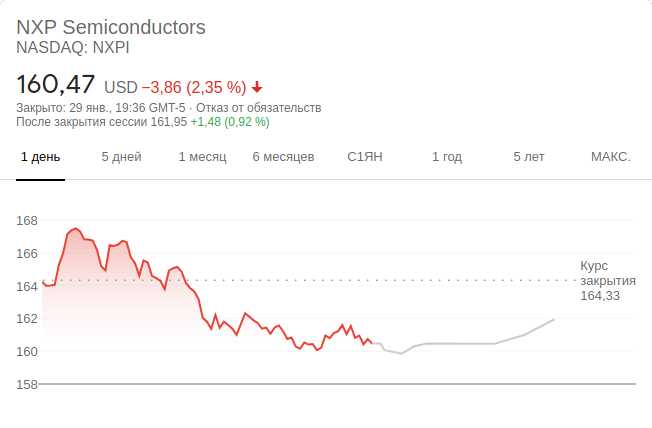 NXP Semiconductors
NASDAQ: NXPI
160,47 USD −3,86 (2,35 %)
Закрыто: 29 янв., 19:36 GMT-5 · Отказ от обязательств
После закрытия сессии 161,95 +1,48 (0,92 %)
1 день 5 дней 1 месяц 6 месяцев С1ЯН 1 год 5 лет МАКС.
168
166
164
162
160
158
Курс
закрытия
164,33